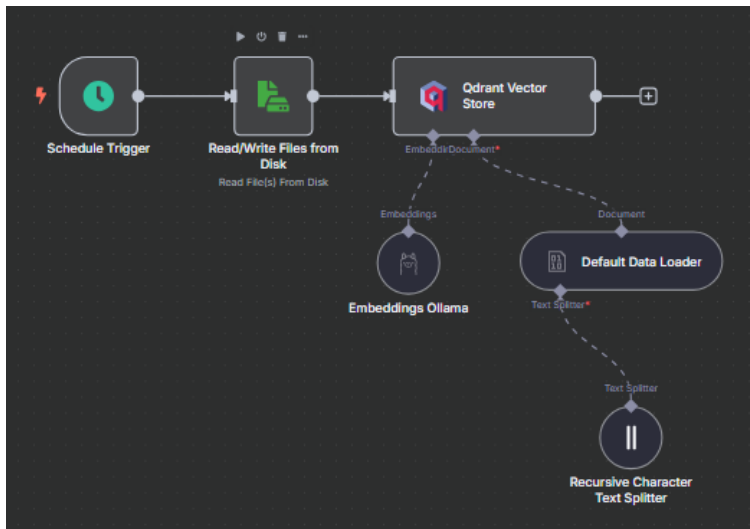 Schedule Trigger
Read/Write Files from
Disk
Read File(s) From Disk
Qdrant Vector
Store
Document*
Embeddings
Document
Embeddings Ollama
Default Data Loader
Text Splitter*
Text Splitter
Recursive Character
Text Splitter